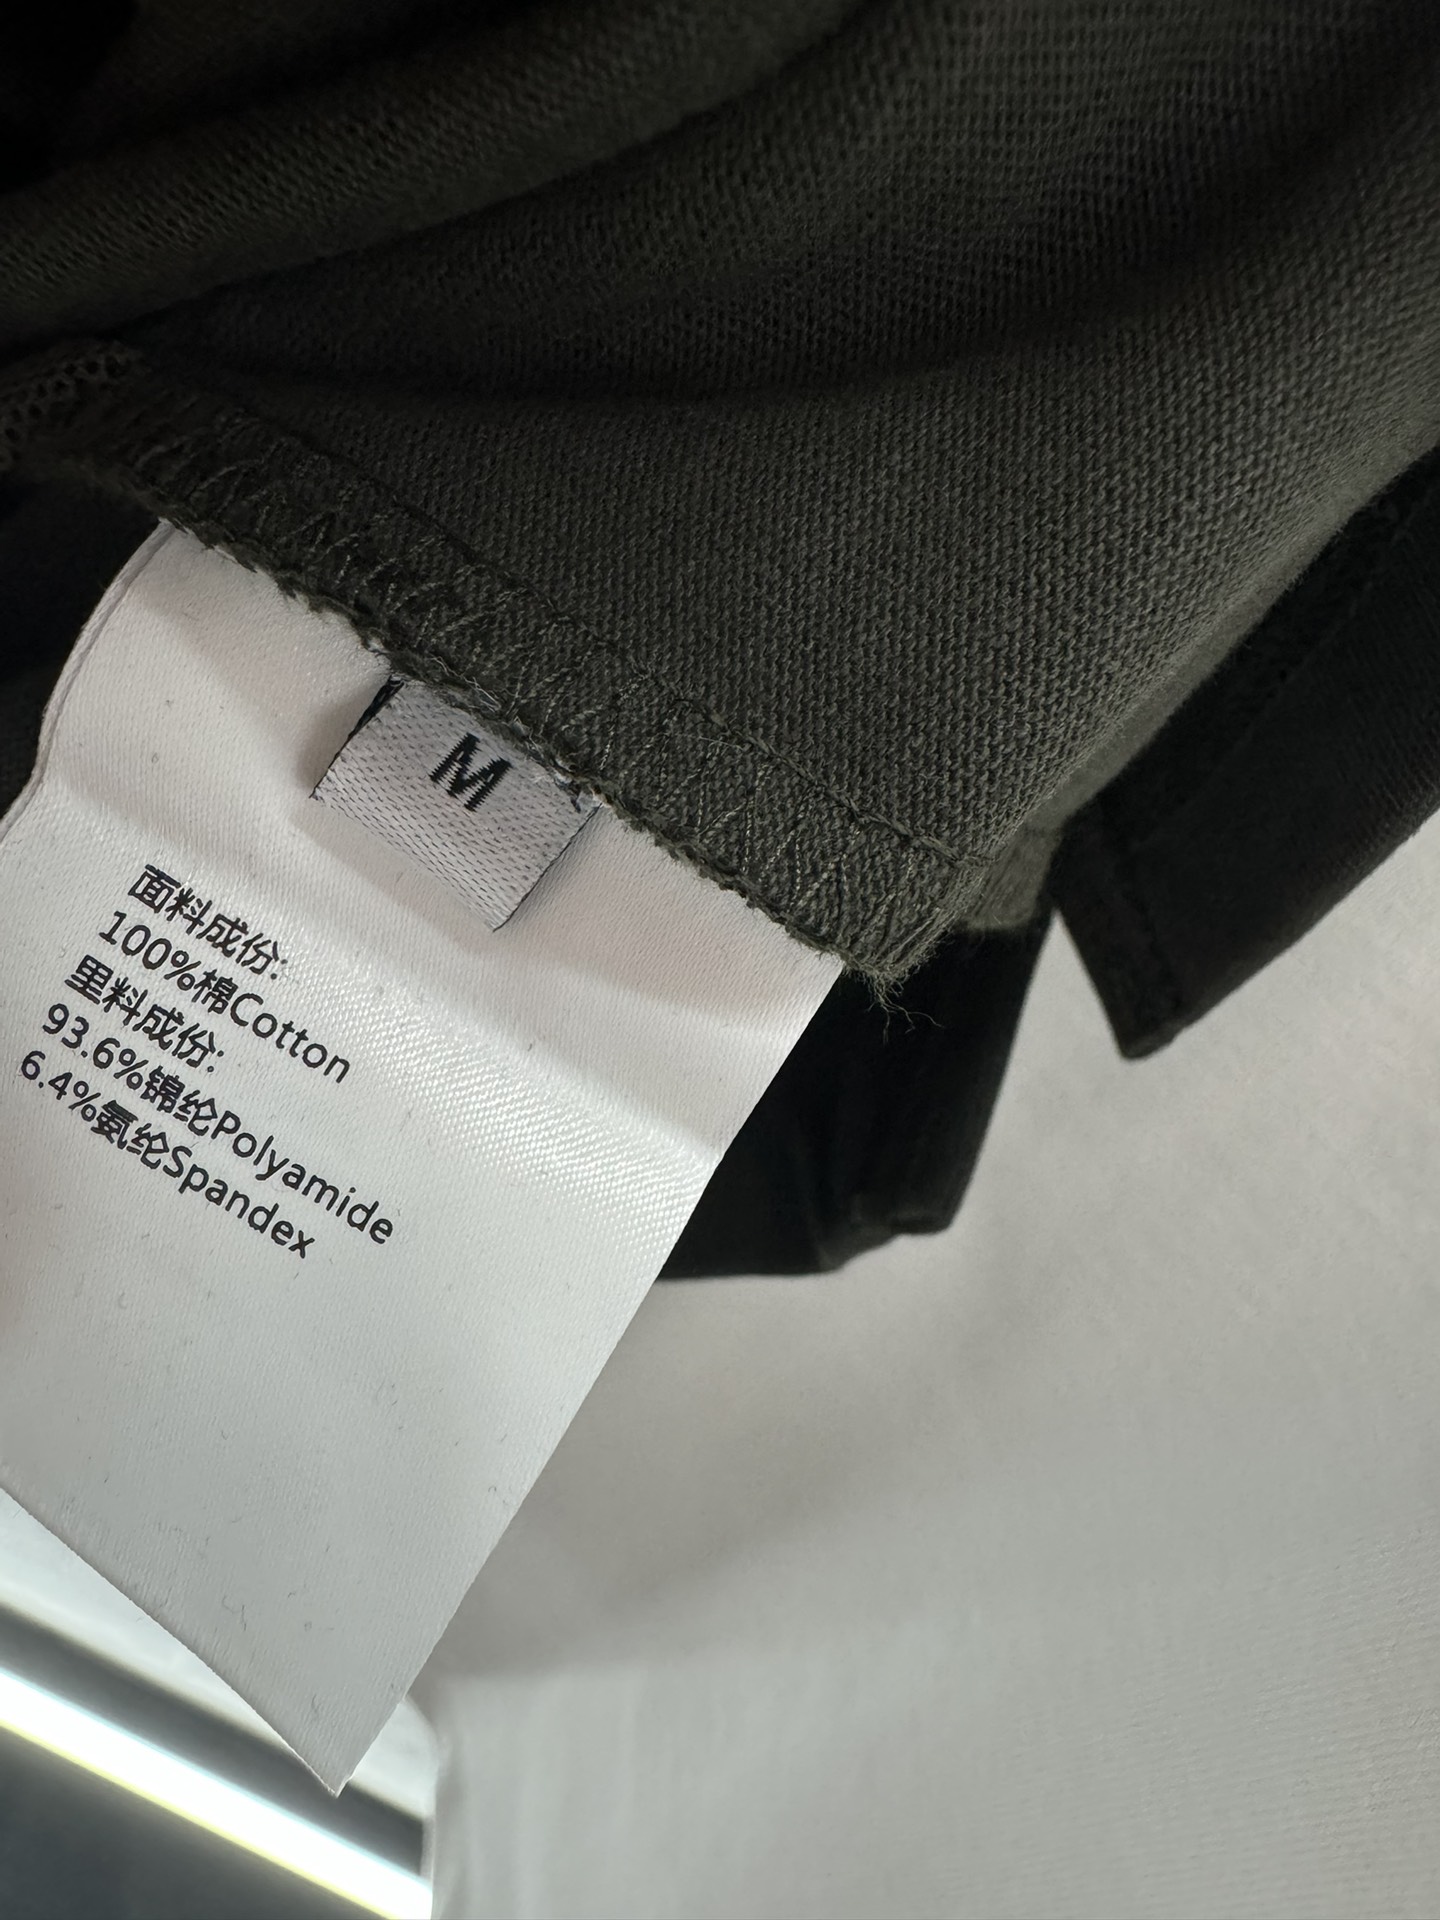 M
面料成份:
100%棉Cotton
里料成份:
93.6%锦纶Polyamide
6.4%氨纶Spandex